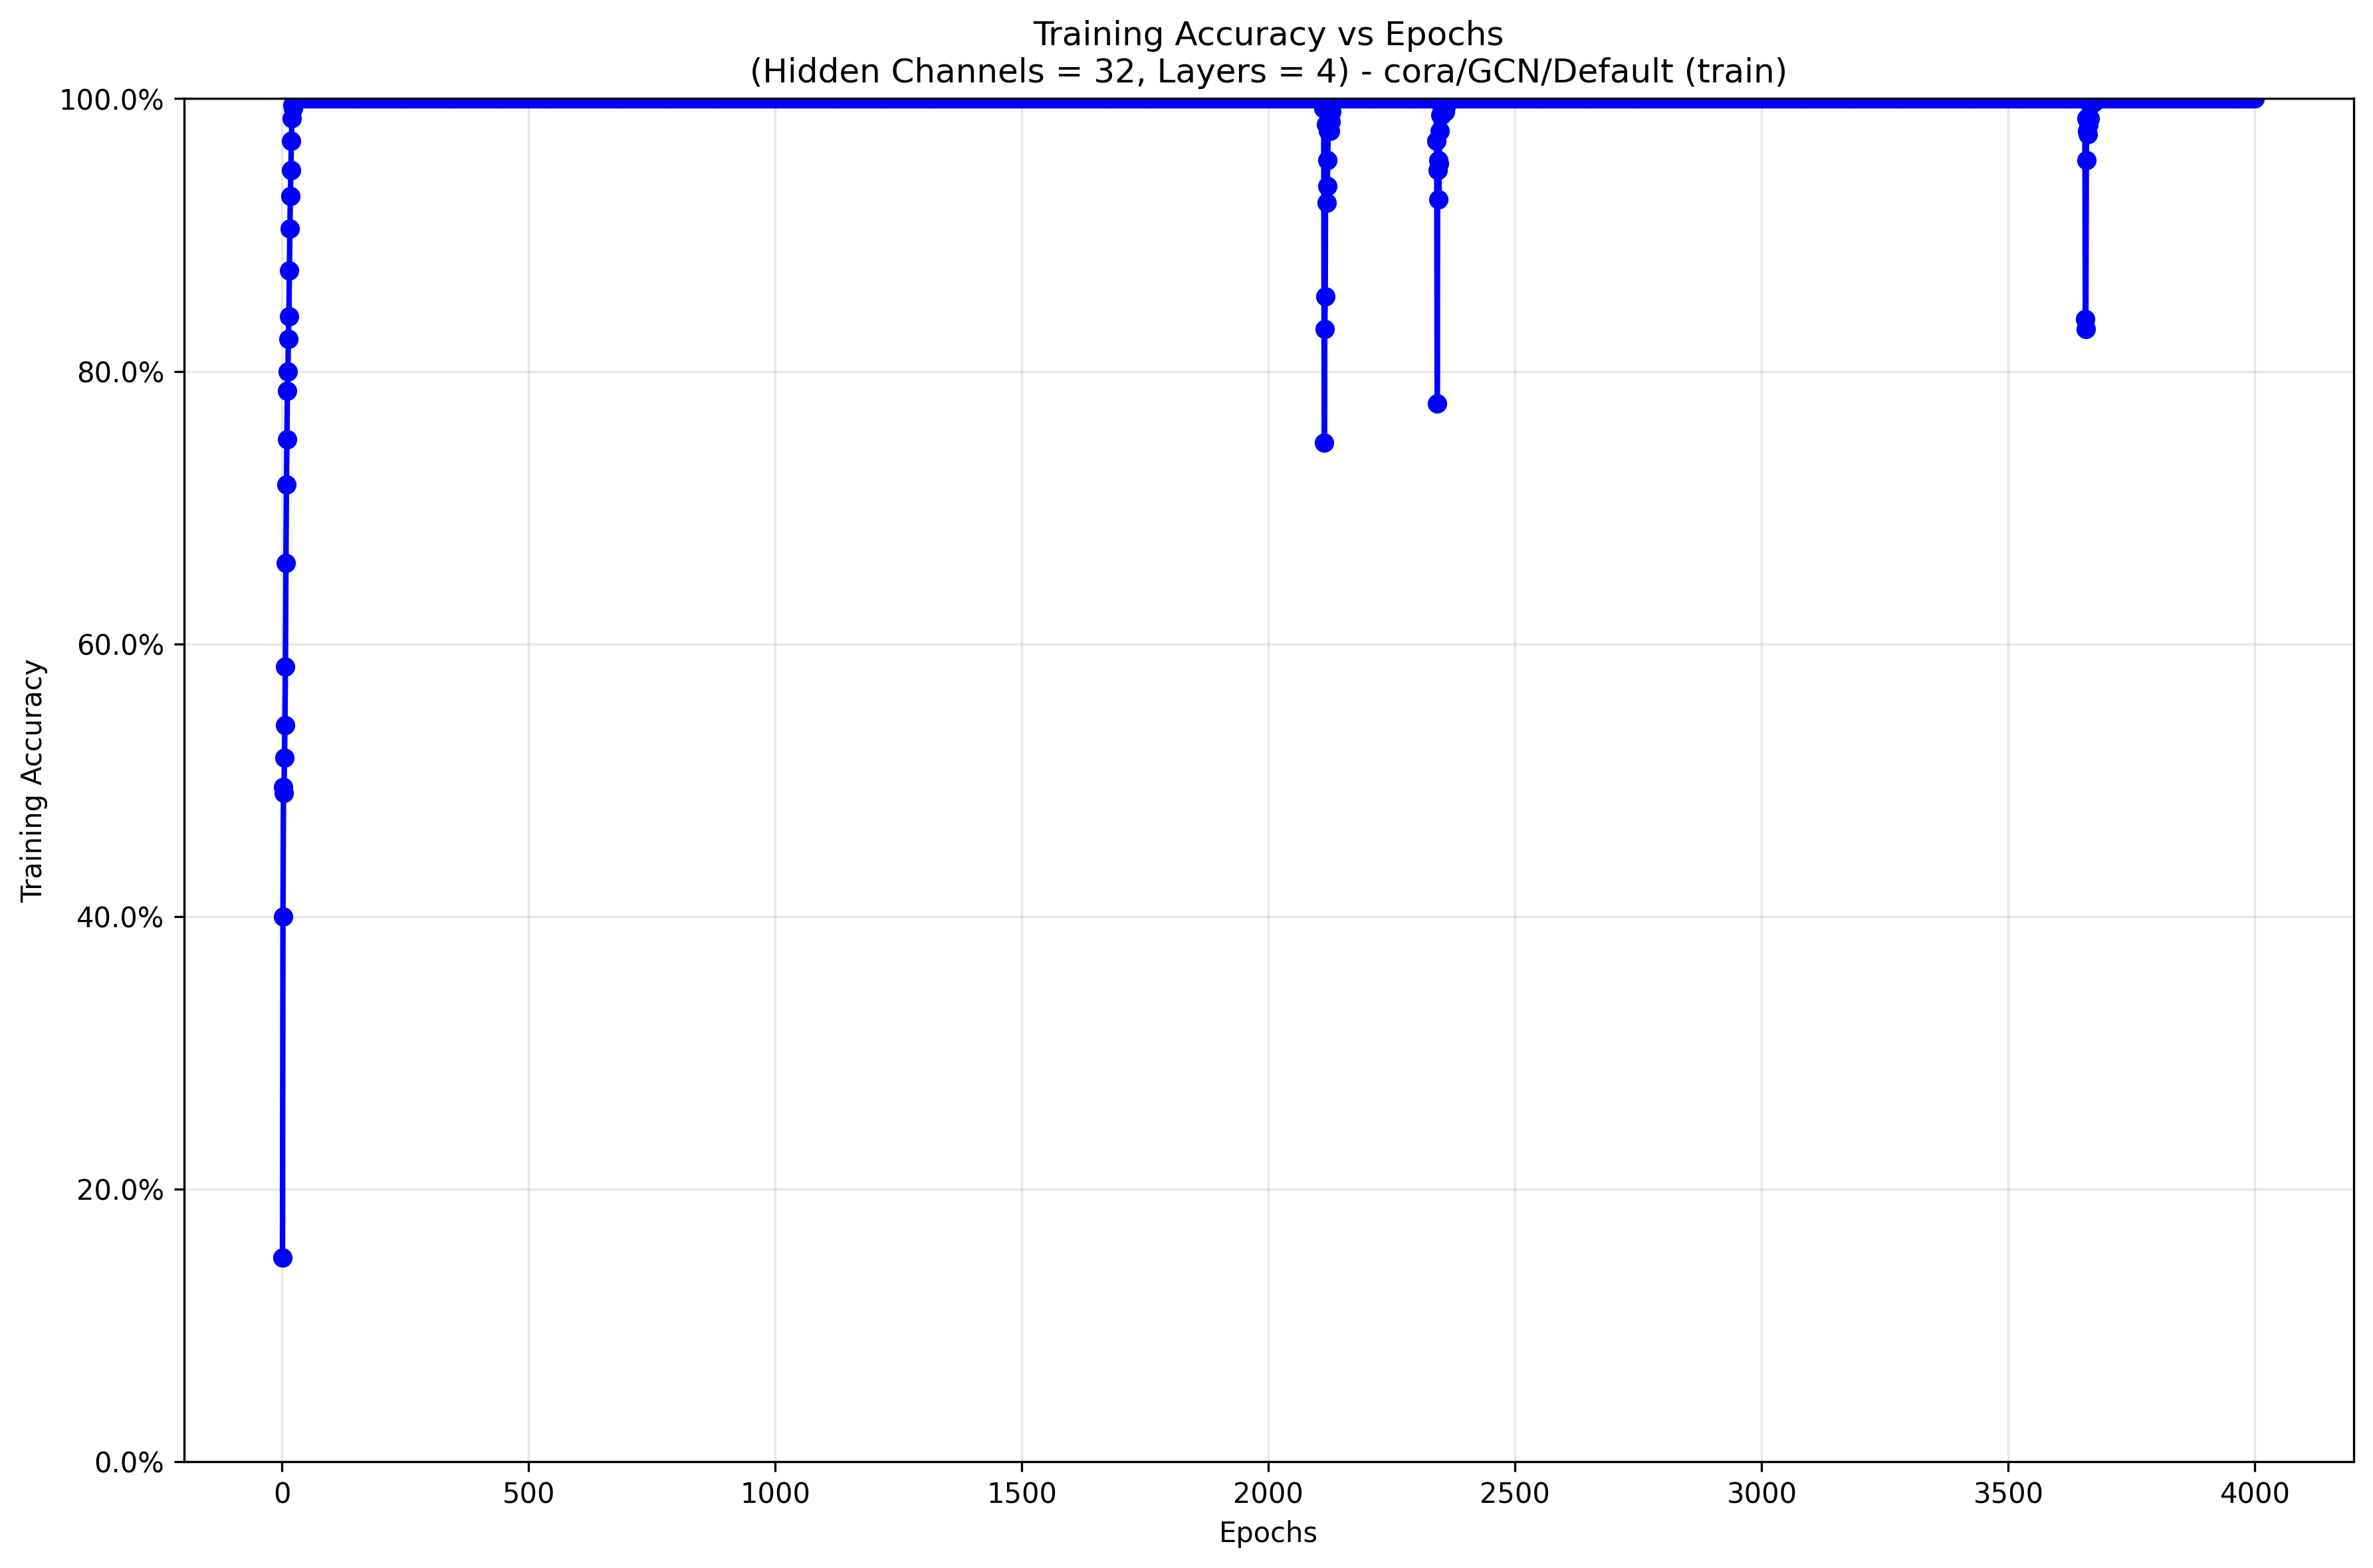 Training Accuracy vs Epochs
(Hidden Channels = 32, Layers = 4) - cora/GCN/Default (train)
Training Accuracy
100.0%
80.0%
60.0%
40.0%
20.0%
0.0%
0 500 1000 1500 2000 2500 3000 3500 4000
Epochs